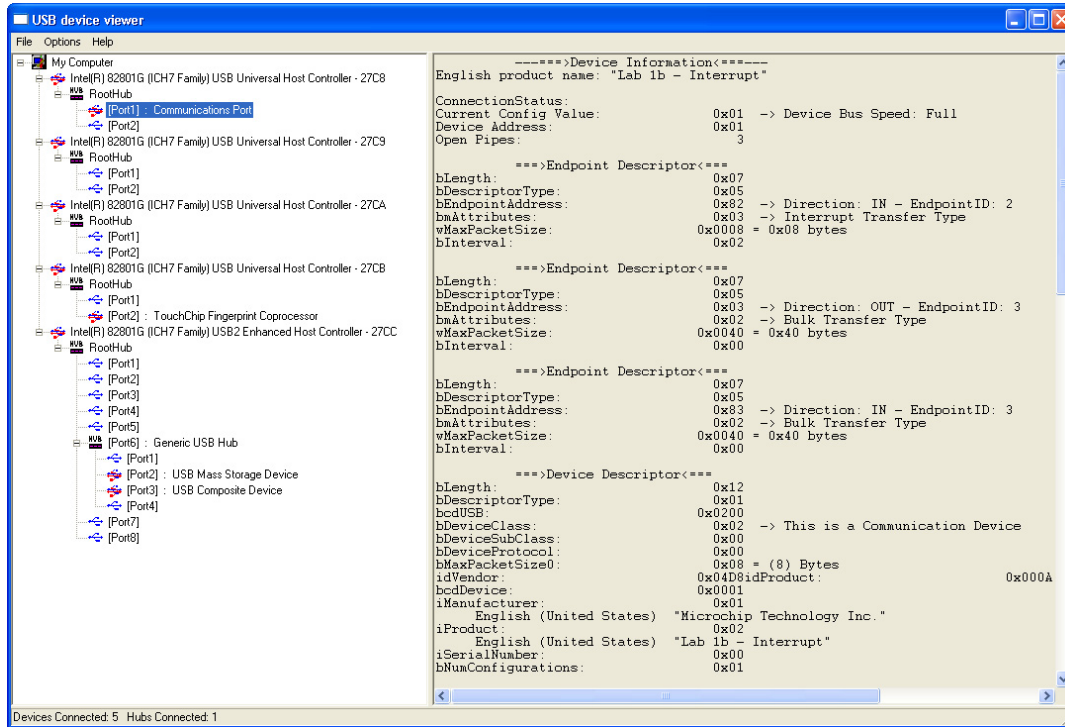 USB device viewer
File Options Help
My Computer
Intel(R) 82801G (ICH7 Family) USB Universal Host Controller - 27C8
RootHub
[Port1] : Communications Port
[Port2]
Intel(R) 82801G (ICH7 Family) USB Universal Host Controller - 27C9
RootHub
[Port1]
[Port2]
Intel(R) 82801G (ICH7 Family) USB Universal Host Controller - 27CA
RootHub
[Port1]
[Port2]
Intel(R) 82801G (ICH7 Family) USB Universal Host Controller - 27CB
RootHub
[Port1]
[Port2] : TouchChip Fingerprint Coprocessor
Intel(R) 82801G (ICH7 Family) USB2 Enhanced Host Controller - 27CC
RootHub
[Port1]
[Port2]
[Port3]
[Port4]
[Port5]
[Port6] : Generic USB Hub
[Port1]
[Port2] : USB Mass Storage Device
[Port3] : USB Composite Device
[Port4]
[Port7]
[Port8]
---===>Device Information<===---
English product name: "Lab 1b - Interrupt"
ConnectionStatus:
Current Config Value: 0x01 -> Device Bus Speed: Full
Device Address: 0x01
Open Pipes: 3
===>Endpoint Descriptor<===
bLength: 0x07
bDescriptorType: 0x05
bEndpointAddress: 0x82 -> Direction: IN - EndpointID: 2
bmAttributes: 0x03 -> Interrupt Transfer Type
wMaxPacketSize: 0x0008 = 0x08 bytes
bInterval: 0x02
===>Endpoint Descriptor<===
bLength: 0x07
bDescriptorType: 0x05
bEndpointAddress: 0x03 -> Direction: OUT - EndpointID: 3
bmAttributes: 0x02 -> Bulk Transfer Type
wMaxPacketSize: 0x0040 = 0x40 bytes
bInterval: 0x00
===>Endpoint Descriptor<===
bLength: 0x07
bDescriptorType: 0x05
bEndpointAddress: 0x83 -> Direction: IN - EndpointID: 3
bmAttributes: 0x02 -> Bulk Transfer Type
wMaxPacketSize: 0x0040 = 0x40 bytes
bInterval: 0x00
===>Device Descriptor<===
bLength: 0x12
bDescriptorType: 0x01
bcdUSB: 0x0200
bDeviceClass: 0x02 -> This is a Communication Device
bDeviceSubClass: 0x00
bDeviceProtocol: 0x00
bMaxPacketSize0: 0x08 = (8) Bytes
idVendor: 0x04D8idProduct: 0x000A
bcdDevice: 0x0001
iManufacturer: 0x01
English (United States) "Microchip Technology Inc."
iProduct: 0x02
English (United States) "Lab 1b - Interrupt"
iSerialNumber: 0x00
bNumConfigurations: 0x01
Devices Connected: 5 Hubs Connected: 1